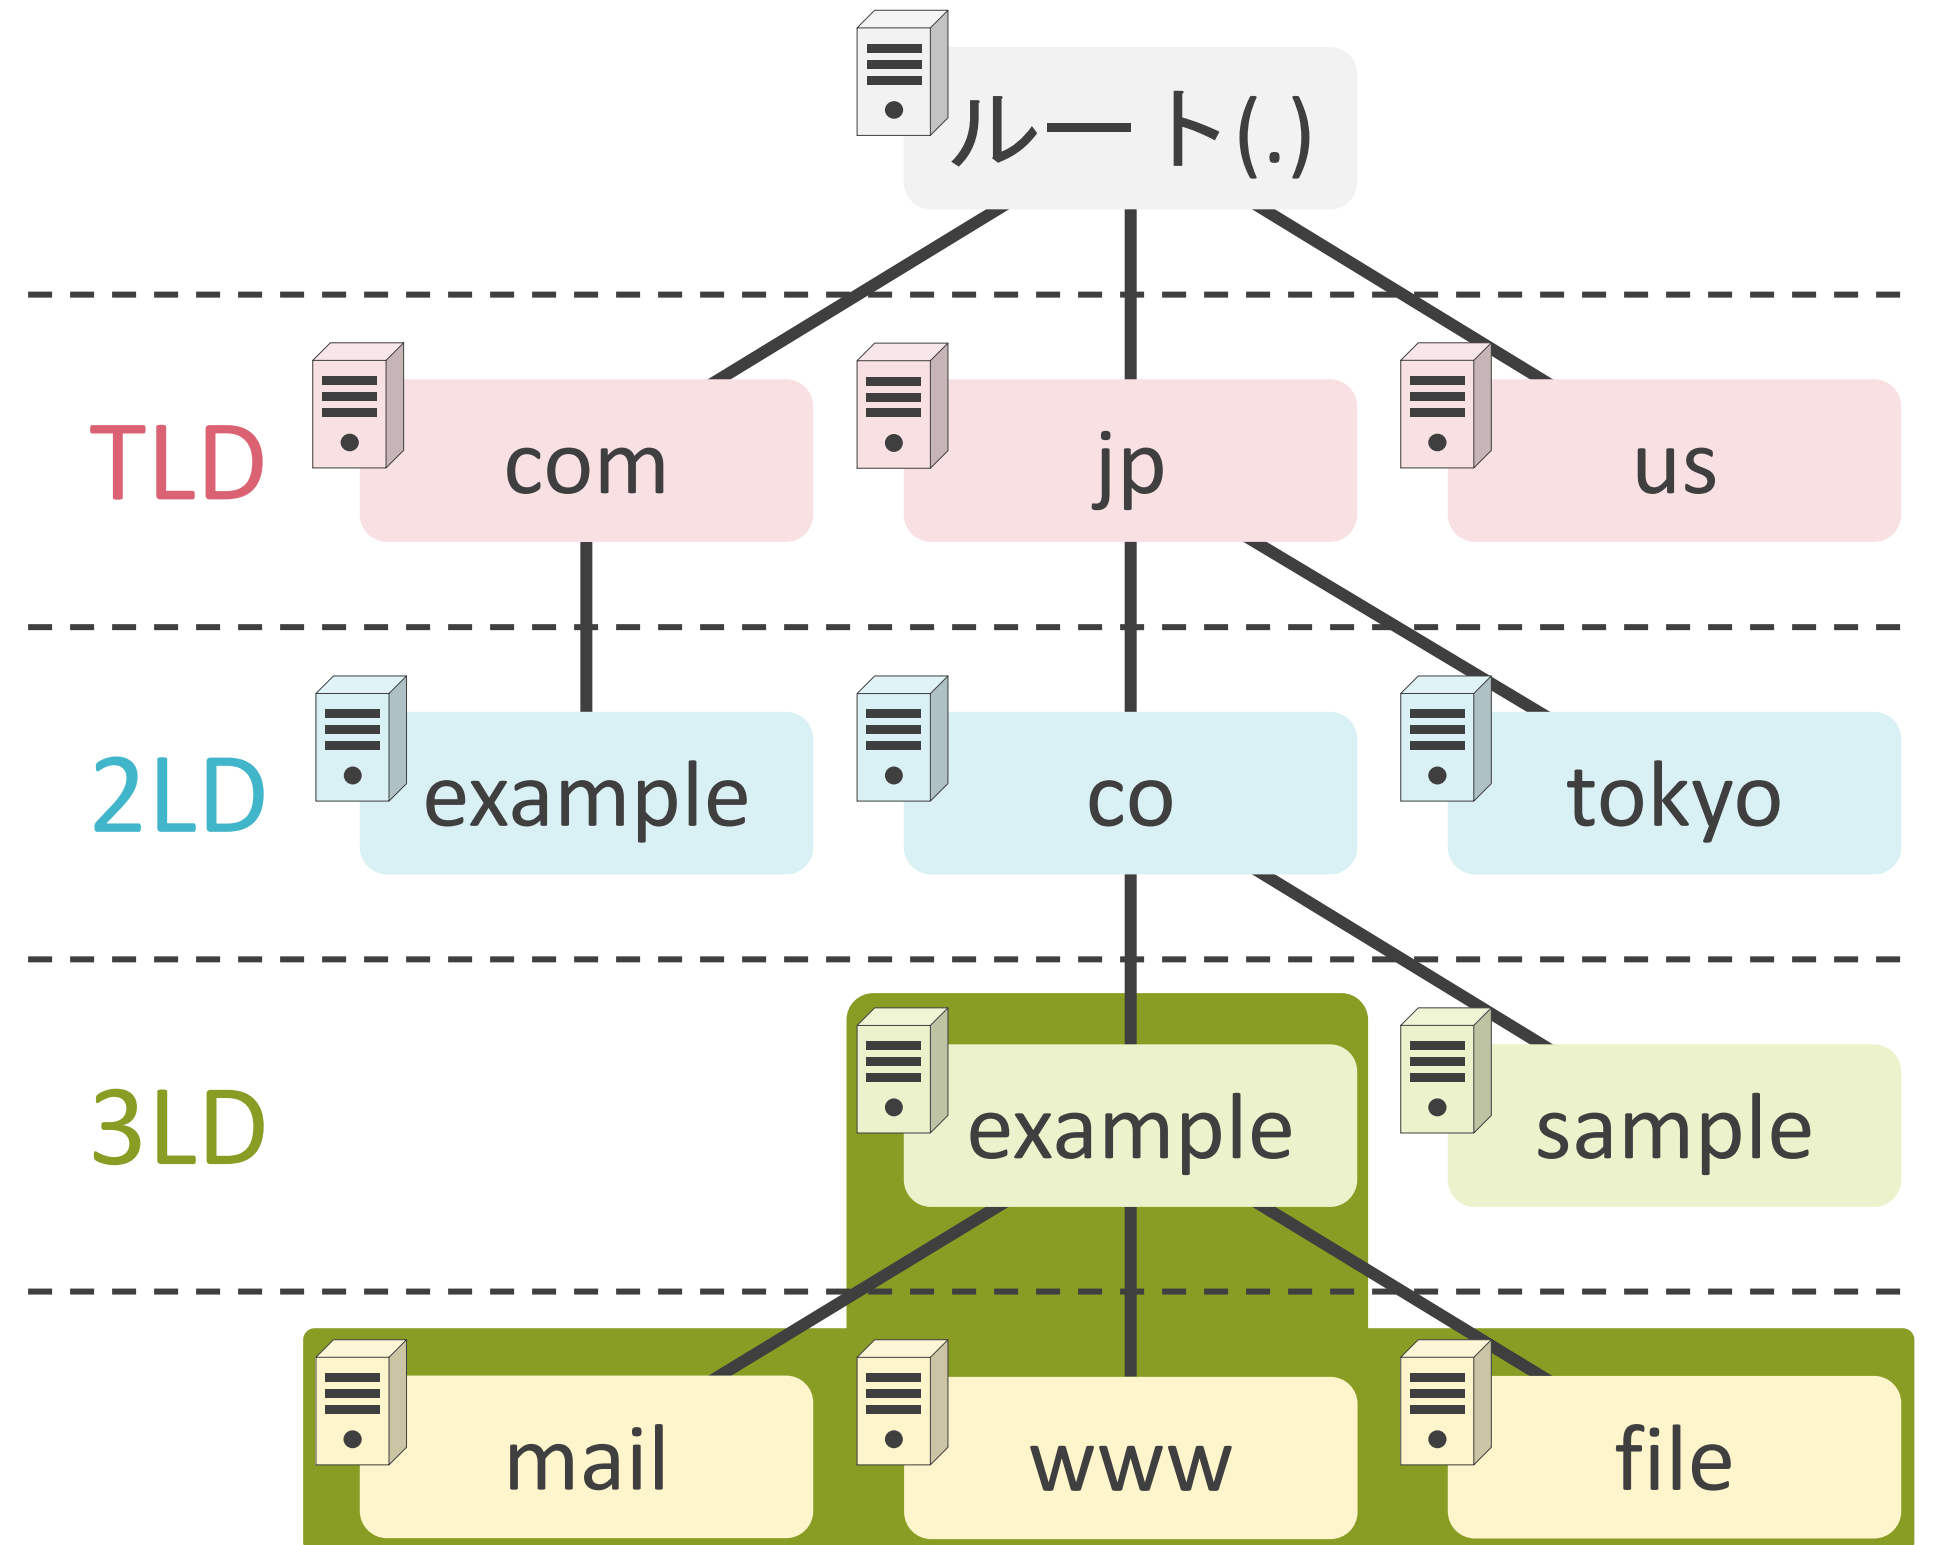 ルート(.)
TLD
com
jp
us
2LD
example
co
tokyo
3LD
example
sample
mail
www
file